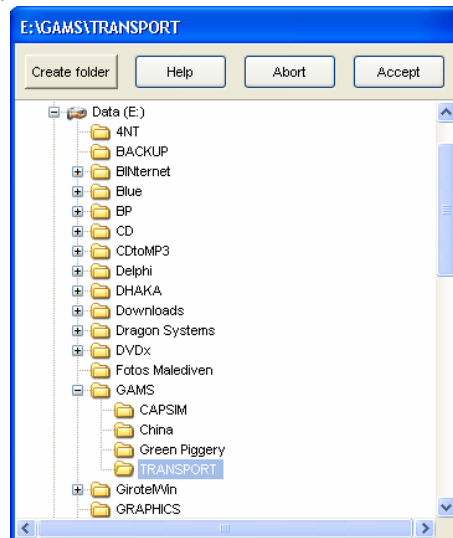 E:\GAMS\TRANSPORT
Create folder Help Abort Accept
Data (E:)
4NT
BACKUP
BINternet
Blue
BP
CD
CDtoMP3
Delphi
DHAKA
Downloads
Dragon Systems
DVDx
Fotos Malediven
GAMS
CAPSIM
China
Green Piggery
TRANSPORT
GirotelWin
GRAPHICS